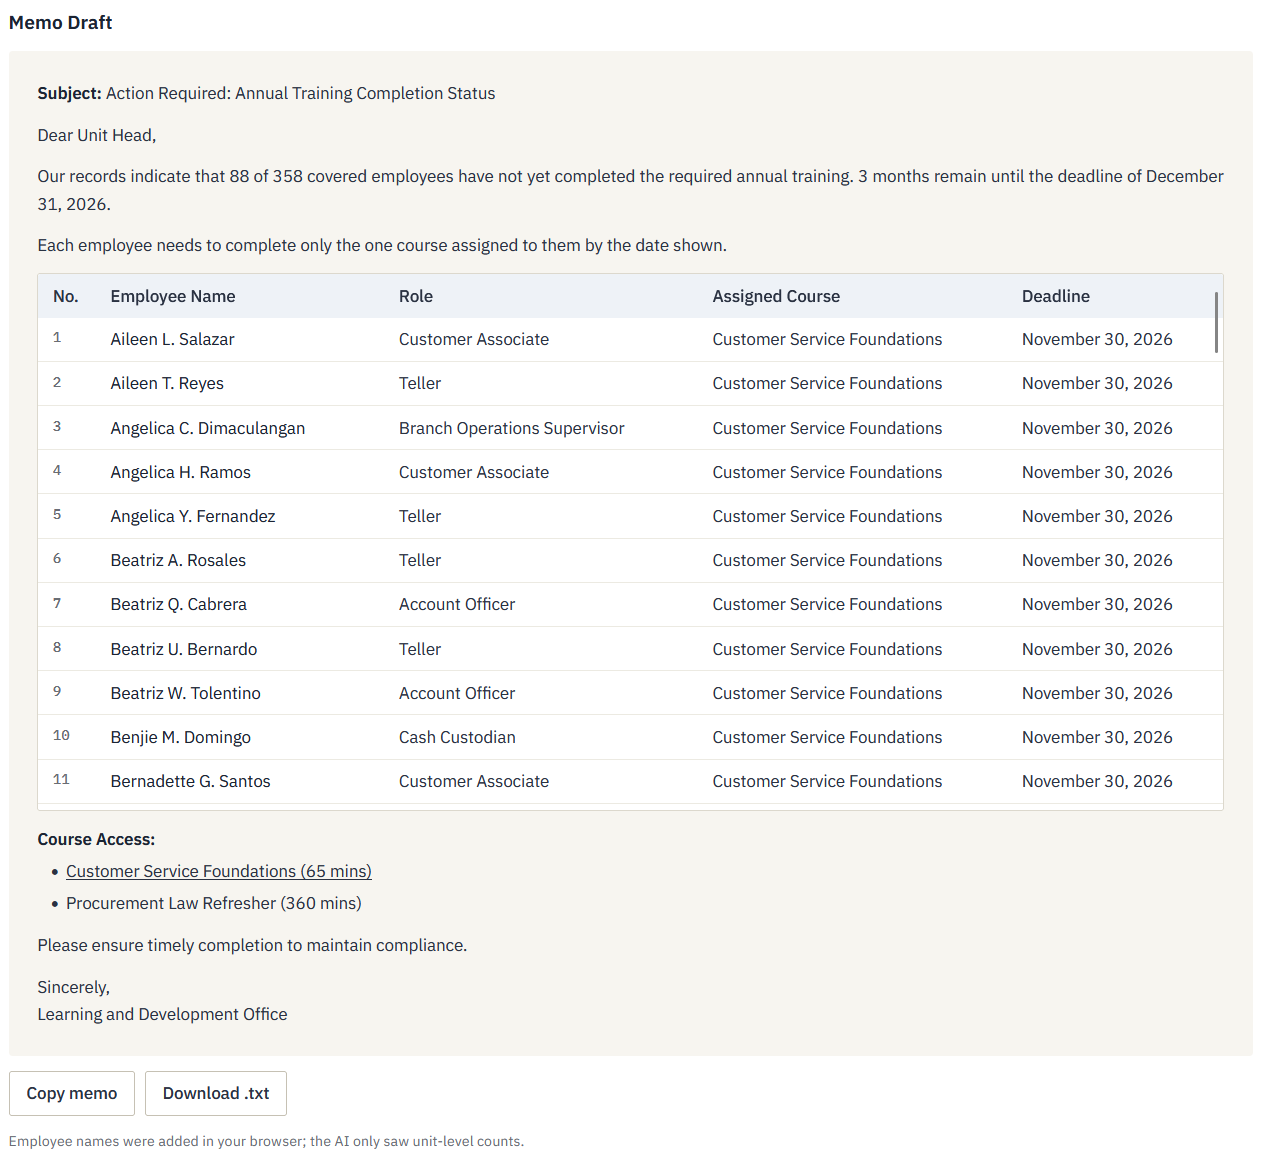 Memo Draft
Subject: Action Required: Annual Training Completion Status
Dear Unit Head,
Our records indicate that 88 of 358 covered employees have not yet completed the required annual training. 3 months remain until the deadline of December
31, 2026.
Each employee needs to complete only the one course assigned to them by the date shown.
No. Employee Name Role Assigned Course Deadline
1 Aileen L. Salazar Customer Associate Customer Service Foundations November 30, 2026
2 Aileen T. Reyes Teller Customer Service Foundations November 30, 2026
3 Angelica C. Dimaculangan Branch Operations Supervisor Customer Service Foundations November 30, 2026
4 Angelica H. Ramos Customer Associate Customer Service Foundations November 30, 2026
5 Angelica Y. Fernandez Teller Customer Service Foundations November 30, 2026
6 Beatriz A. Rosales Teller Customer Service Foundations November 30, 2026
7 Beatriz Q. Cabrera Account Officer Customer Service Foundations November 30, 2026
8 Beatriz U. Bernardo Teller Customer Service Foundations November 30, 2026
9 Beatriz W. Tolentino Account Officer Customer Service Foundations November 30, 2026
10 Benjie M. Domingo Cash Custodian Customer Service Foundations November 30, 2026
11 Bernadette G. Santos Customer Associate Customer Service Foundations November 30, 2026
Course Access:
• Customer Service Foundations (65 mins)
• Procurement Law Refresher (360 mins)
Please ensure timely completion to maintain compliance.
Sincerely,
Learning and Development Office
Copy memo Download .txt
Employee names were added in your browser; the AI only saw unit-level counts.